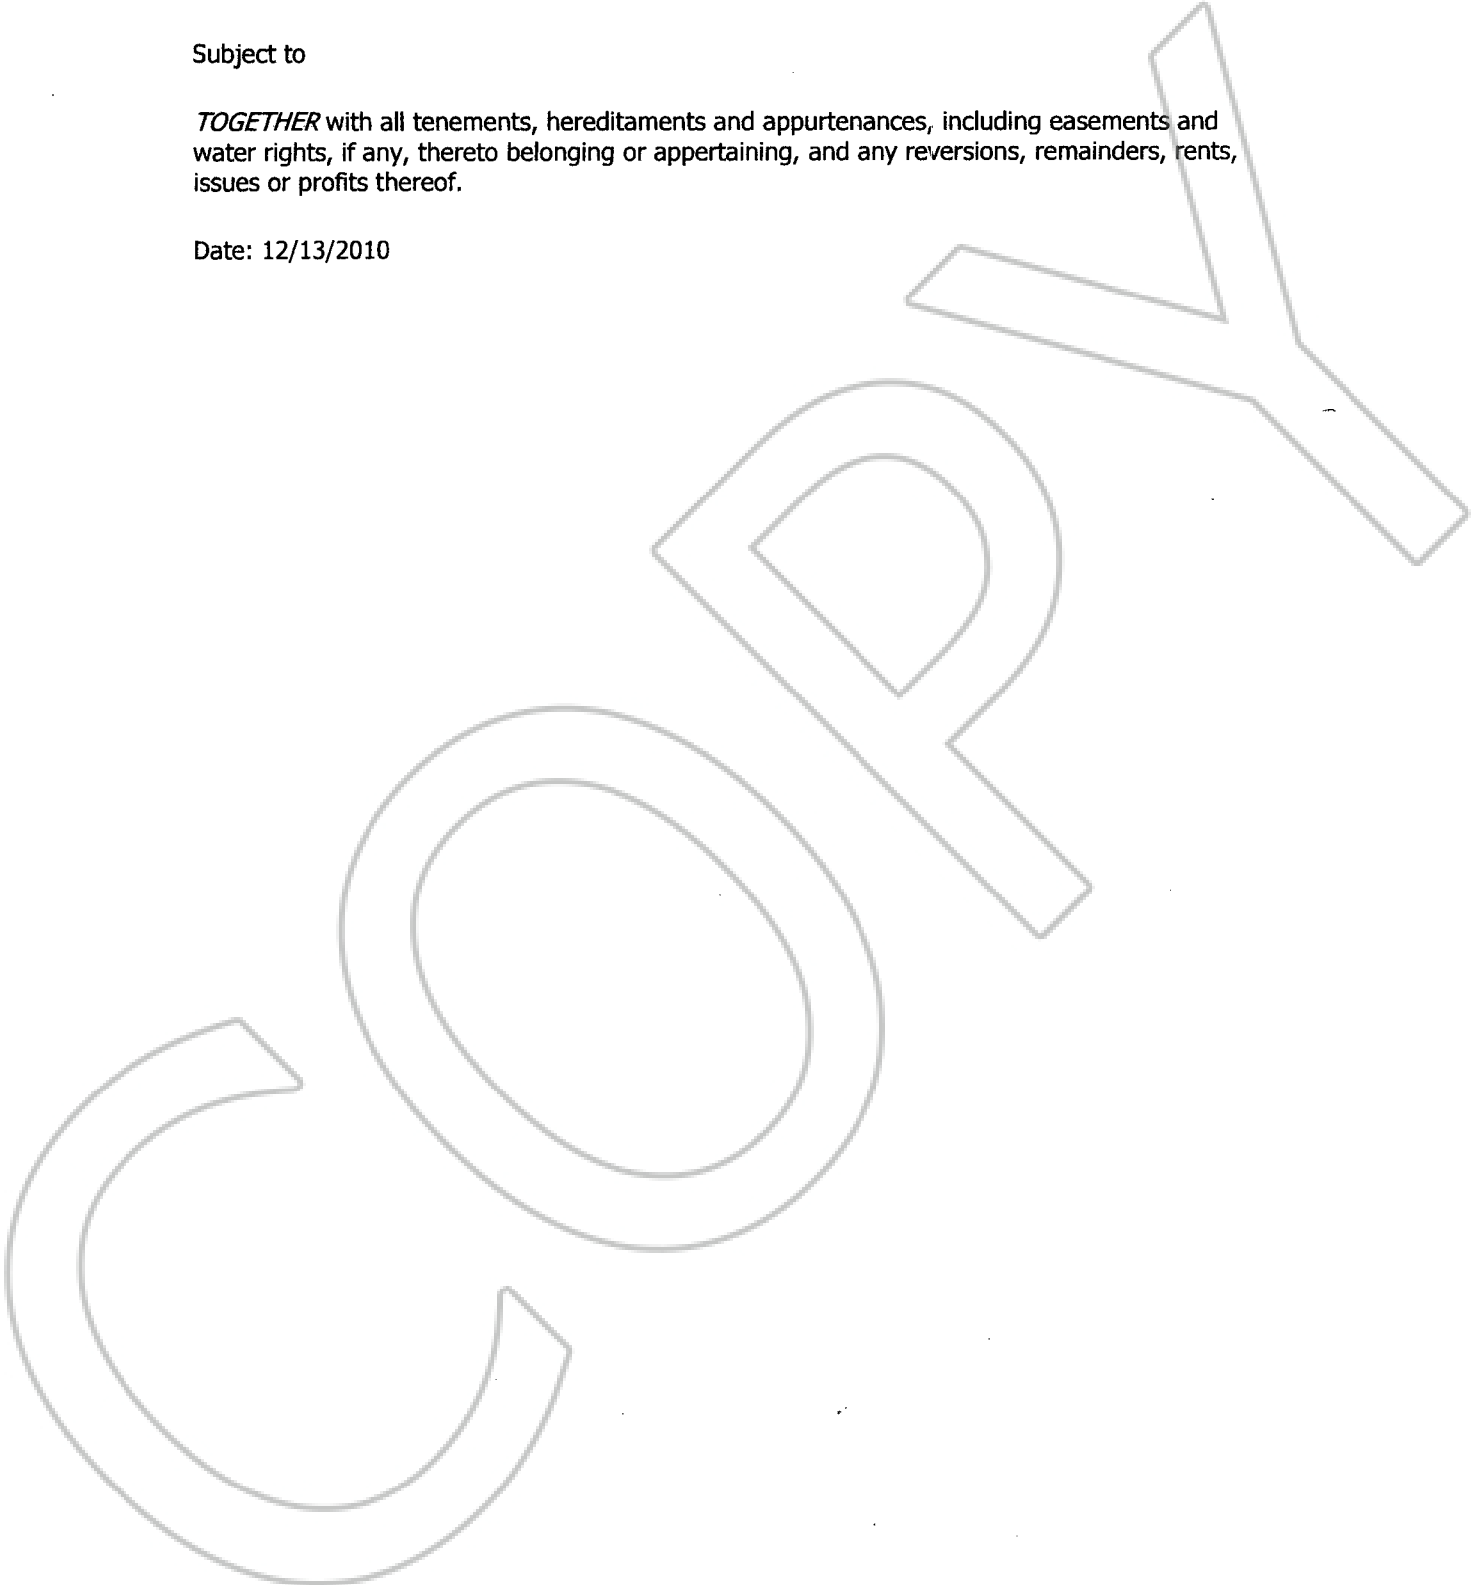 Subject to
TOGETHER with all tenements, hereditaments and appurtenances, including easements and
water rights, if any, thereto belonging or appertaining, and any reversions, remainders, rents,
issues or profits thereof.
Date: 12/13/2010
COPY